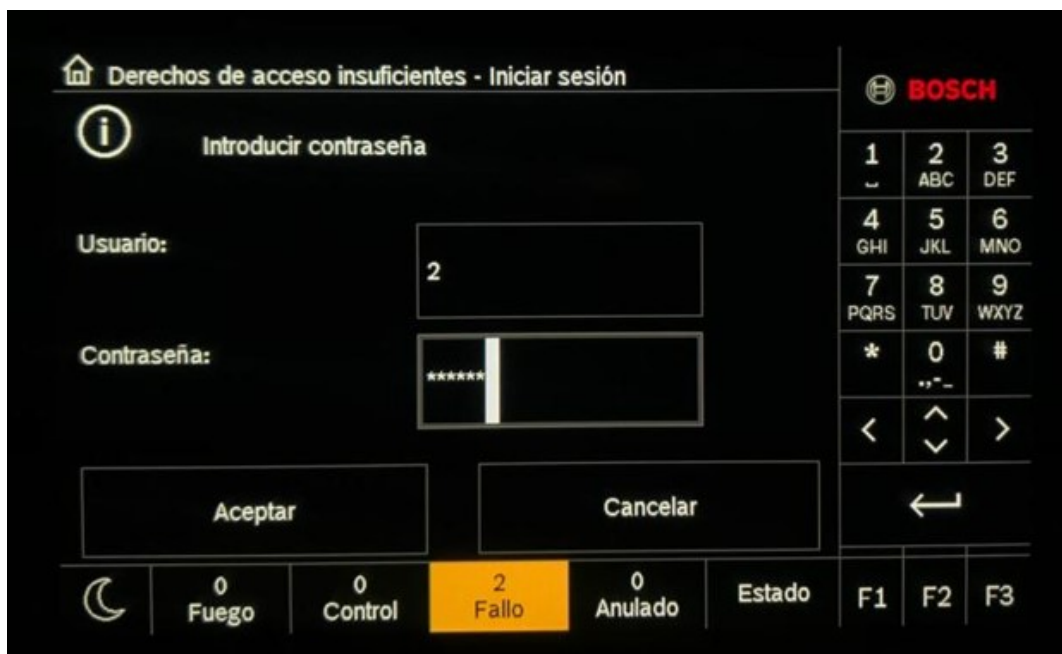 Derechos de acceso insuficientes - Iniciar sesión
BOSCH
Introducir contraseña
Usuario:
2
Contraseña:
******
Aceptar
Cancelar
0
Fuego
0
Control
2
Fallo
0
Anulado
Estado
1
␣
2
ABC
3
DEF
4
GHI
5
JKL
6
MNO
7
PQRS
8
TUV
9
WXYZ
*
0
.,-_
#
F1
F2
F3